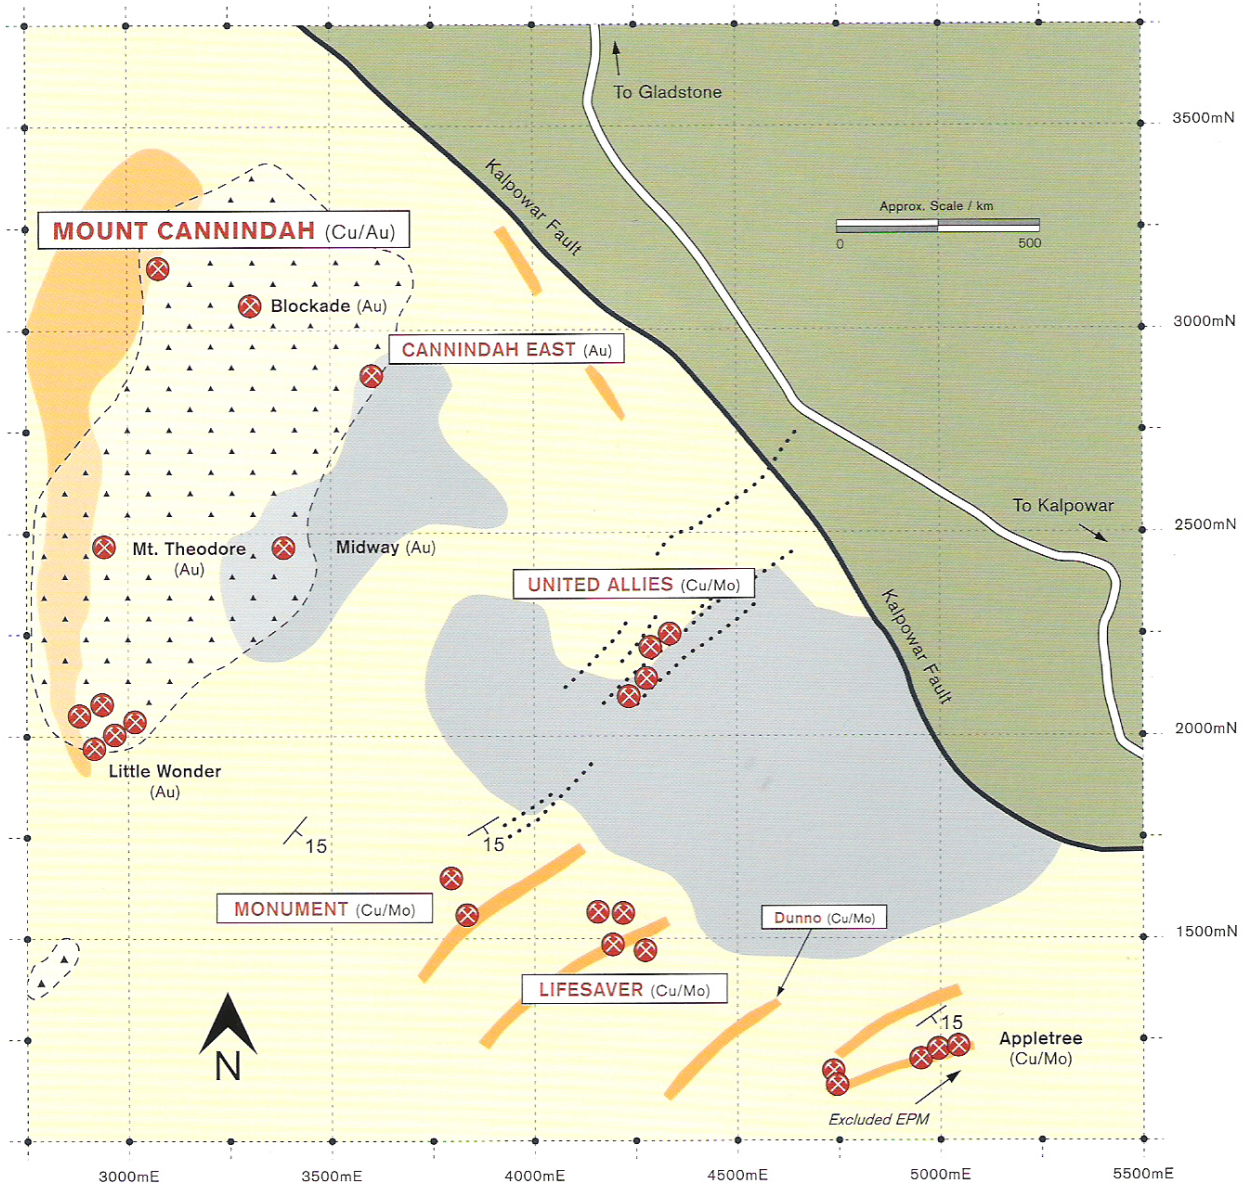 To Gladstone
3500mN
Kalpowar Fault
Approx. Scale / km
0 500
MOUNT CANNINDAH (Cu/Au)
Blockade (Au)
3000mN
CANNINDAH EAST (Au)
To Kalpowar
2500mN
Mt. Theodore
(Au)
Midway (Au)
UNITED ALLIES (Cu/Mo)
Kalpowar Fault
2000mN
Little Wonder
(Au)
15
15
MONUMENT (Cu/Mo)
Dunno (Cu/Mo)
1500mN
LIFESAVER (Cu/Mo)
15
Appletree
(Cu/Mo)
N
Excluded EPM
3000mE 3500mE 4000mE 4500mE 5000mE 5500mE